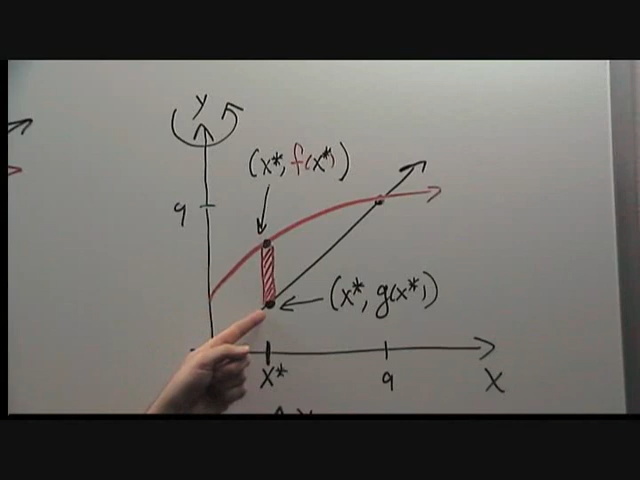 y
(x*, f(x*))
9
(x*, g(x*))
x*
9
X